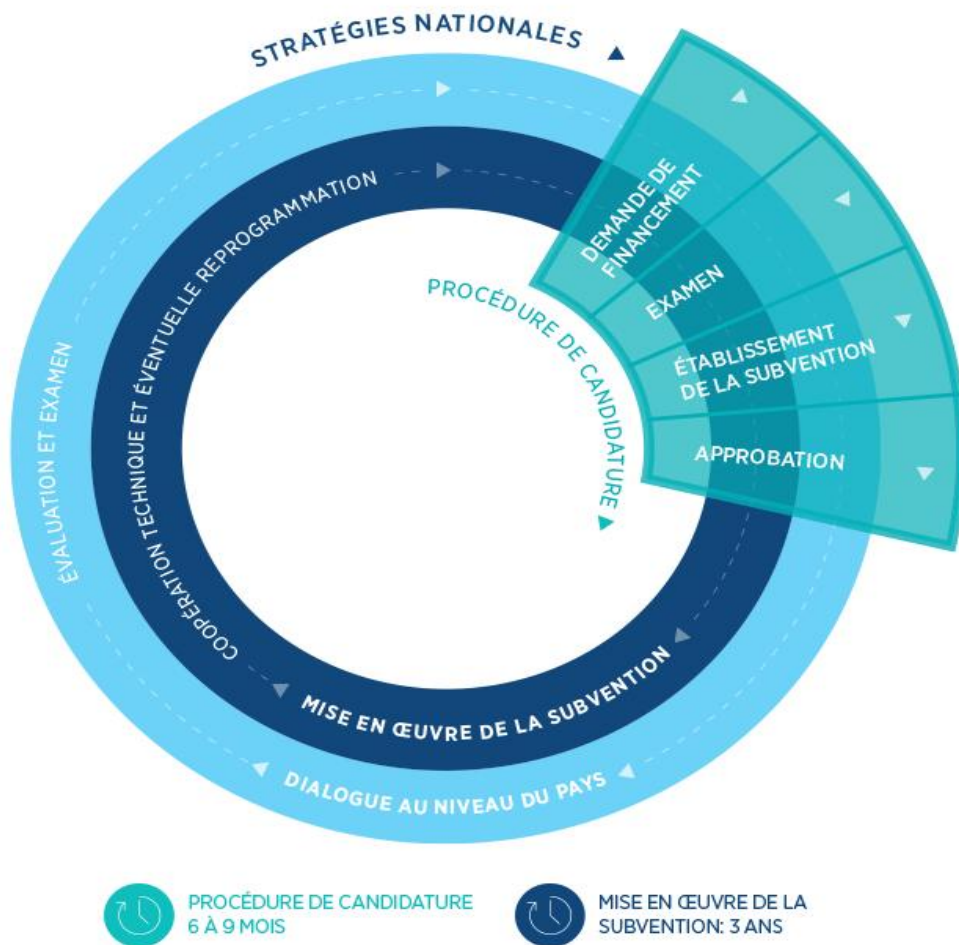 STRATÉGIES NATIONALES
DEMANDE DE
FINANCEMENT
EXAMEN
ÉTABLISSEMENT
DE LA SUBVENTION
APPROBATION
PROCÉDURE DE CANDIDATURE
COOPÉRATION TECHNIQUE ET ÉVENTUELLE REPROGRAMMATION
ÉVALUATION ET EXAMEN
MISE EN ŒUVRE DE LA SUBVENTION
DIALOGUE AU NIVEAU DU PAYS
PROCÉDURE DE CANDIDATURE
6 À 9 MOIS
MISE EN ŒUVRE DE LA
SUBVENTION: 3 ANS